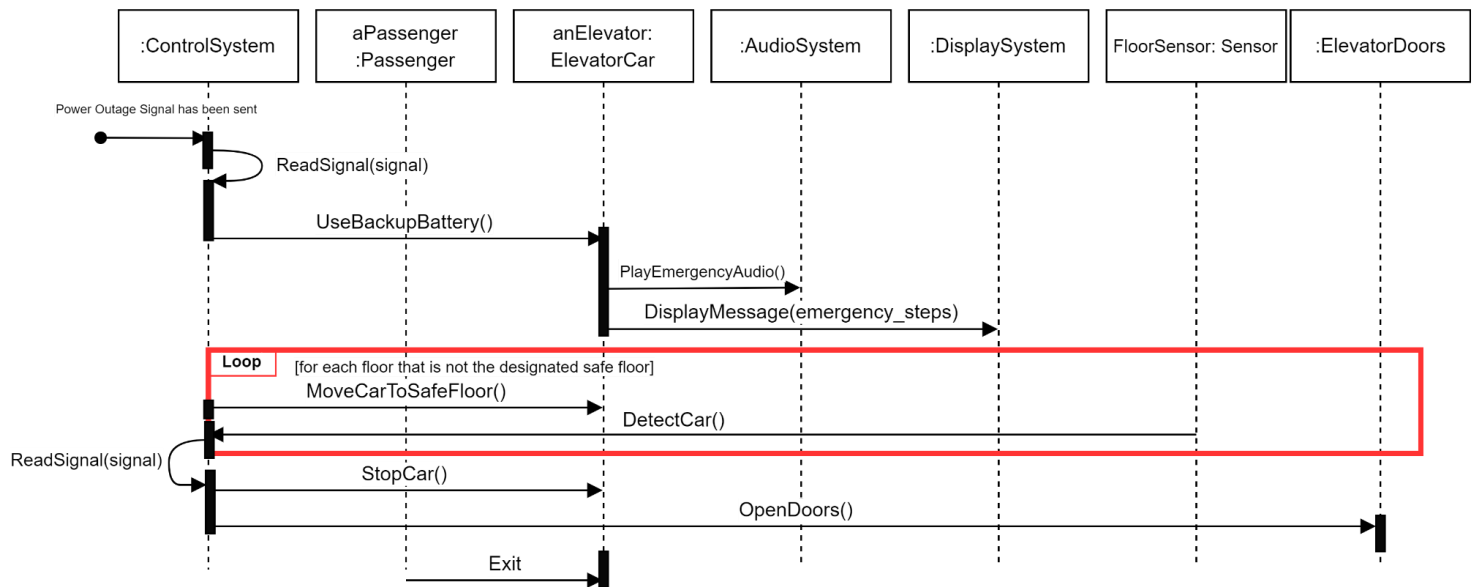 :ControlSystem
aPassenger
:Passenger
anElevator:
ElevatorCar
:AudioSystem
:DisplaySystem
FloorSensor: Sensor
:ElevatorDoors
Power Outage Signal has been sent
ReadSignal(signal)
UseBackupBattery()
PlayEmergencyAudio()
DisplayMessage(emergency_steps)
Loop
[for each floor that is not the designated safe floor]
MoveCarToSafeFloor()
DetectCar()
ReadSignal(signal)
StopCar()
OpenDoors()
Exit